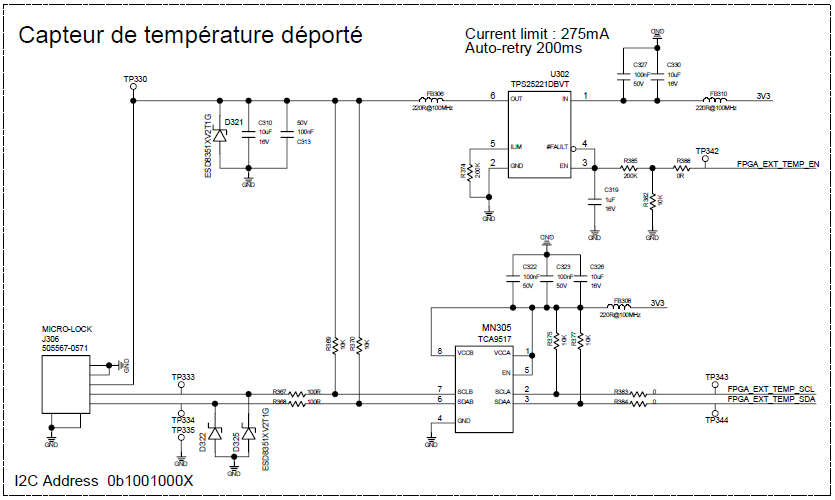 Capteur de température déporté
Current limit : 275mA
Auto-retry 200ms
GND
C327
100nF
50V
C330
10uF
16V
TP330
U302
TPS25221DBVT
FB306
220R@100MHz
6
OUT
IN
1
FB310
220R@100MHz
3V3
ESD8351XV2T1G
D321
C310
10uF
16V
50V
100nF
C313
GND
R374
200K
5
ILIM
2
GND
#FAULT
4
EN
3
GND
R385
200K
R388
0R
TP342
FPGA_EXT_TEMP_EN
C319
1uF
16V
GND
R382
10K
GND
GND
C322
100nF
50V
C323
100nF
50V
C326
10uF
16V
FB308
220R@100MHz
3V3
MN305
TCA9517
8
VCCB
VCCA
1
EN
5
R375
10K
R377
10K
R369
10K
R370
10K
MICRO-LOCK
J306
505567-0571
GND
TP333
R367
100R
7
SCLB
SCLA
2
R383
0
TP343
FPGA_EXT_TEMP_SCL
R368
100R
6
SDAB
SDAA
3
R384
0
FPGA_EXT_TEMP_SDA
TP334
TP335
TP344
4
GND
GND
GND
GND
D322
D325
ESD8351XV2T1G
GND
I2C Address 0b1001000X